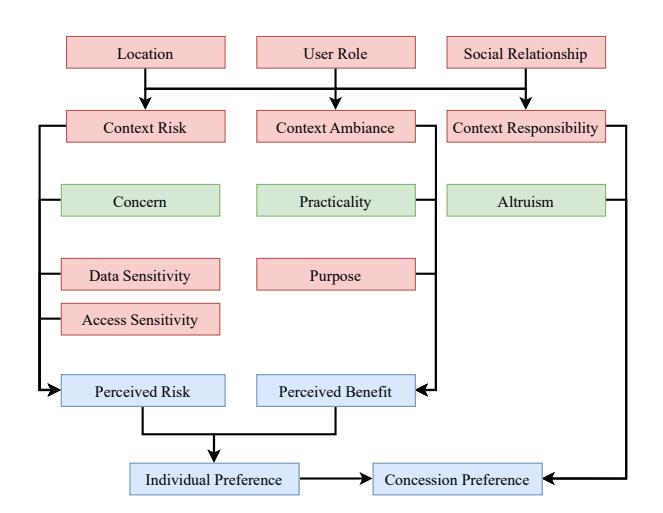 Location
User Role
Social Relationship
Context Risk
Context Ambiance
Context Responsibility
Concern
Practicality
Altruism
Data Sensitivity
Purpose
Access Sensitivity
Perceived Risk
Perceived Benefit
Individual Preference
Concession Preference